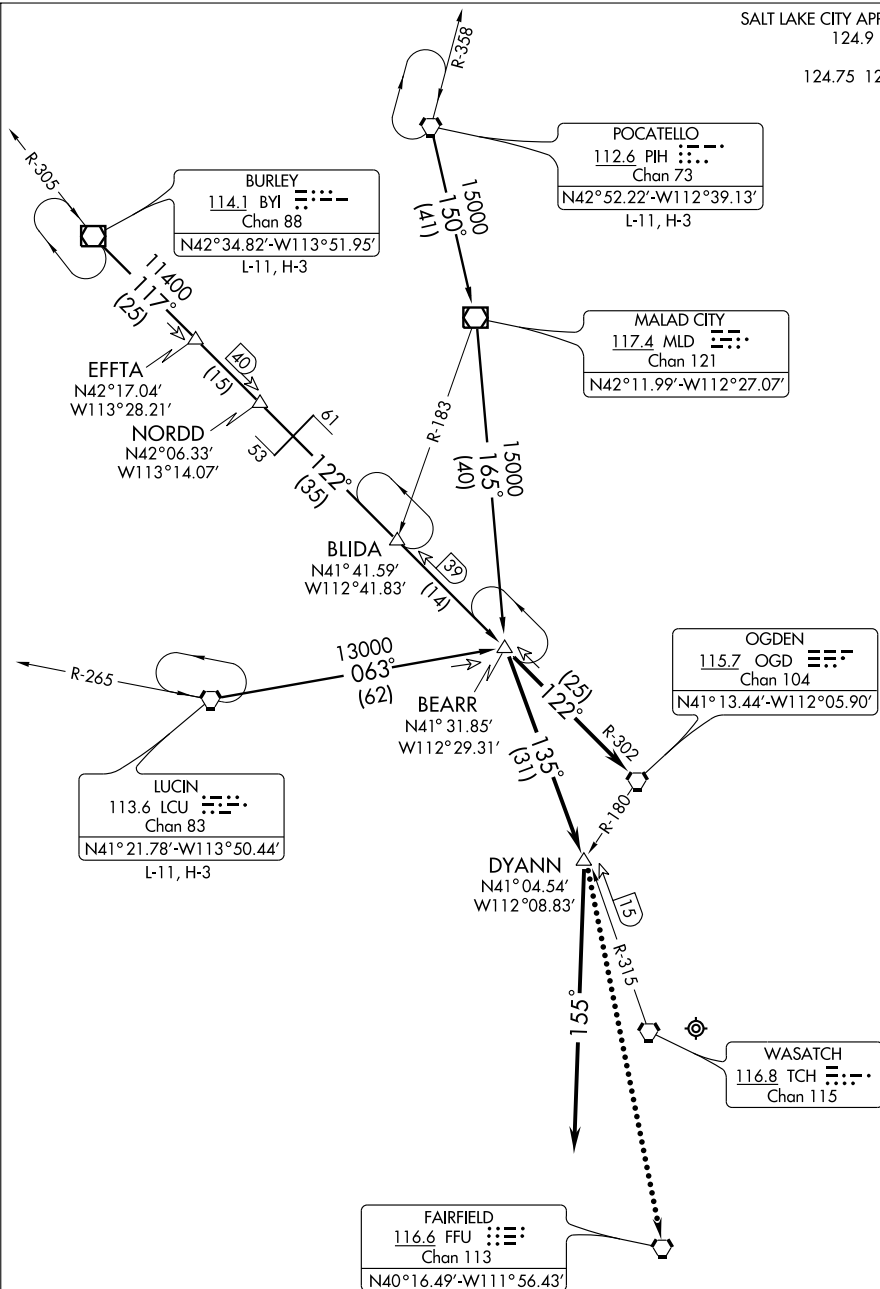 SALT LAKE CITY APP
124.9
124.75 12
R-358
POCATELLO
112.6 PIH
Chan 73
N42°52.22'-W112°39.13'
L-11, H-3
R-305
BURLEY
114.1 BYI
Chan 88
N42°34.82'-W113°51.95'
L-11, H-3
15000
150°
(41)
11400
117°
(25)
MALAD CITY
117.4 MLD
Chan 121
N42°11.99'-W112°27.07'
EFFTA
N42°17.04'
W113°28.21'
40
(15)
NORDD
N42°06.33'
W113°14.07'
61
53
R-183
122°
(35)
15000
165°
(40)
BLIDA
N41°41.59'
W112°41.83'
39
(14)
R-265
13000
063°
(62)
BEARR
N41°31.85'
W112°29.31'
(25)
122°
R-302
OGDEN
115.7 OGD
Chan 104
N41°13.44'-W112°05.90'
135°
(31)
LUCIN
113.6 LCU
Chan 83
N41°21.78'-W113°50.44'
L-11, H-3
R-180
DYANN
N41°04.54'
W112°08.83'
15
R-315
155°
WASATCH
116.8 TCH
Chan 115
FAIRFIELD
116.6 FFU
Chan 113
N40°16.49'-W111°56.43'